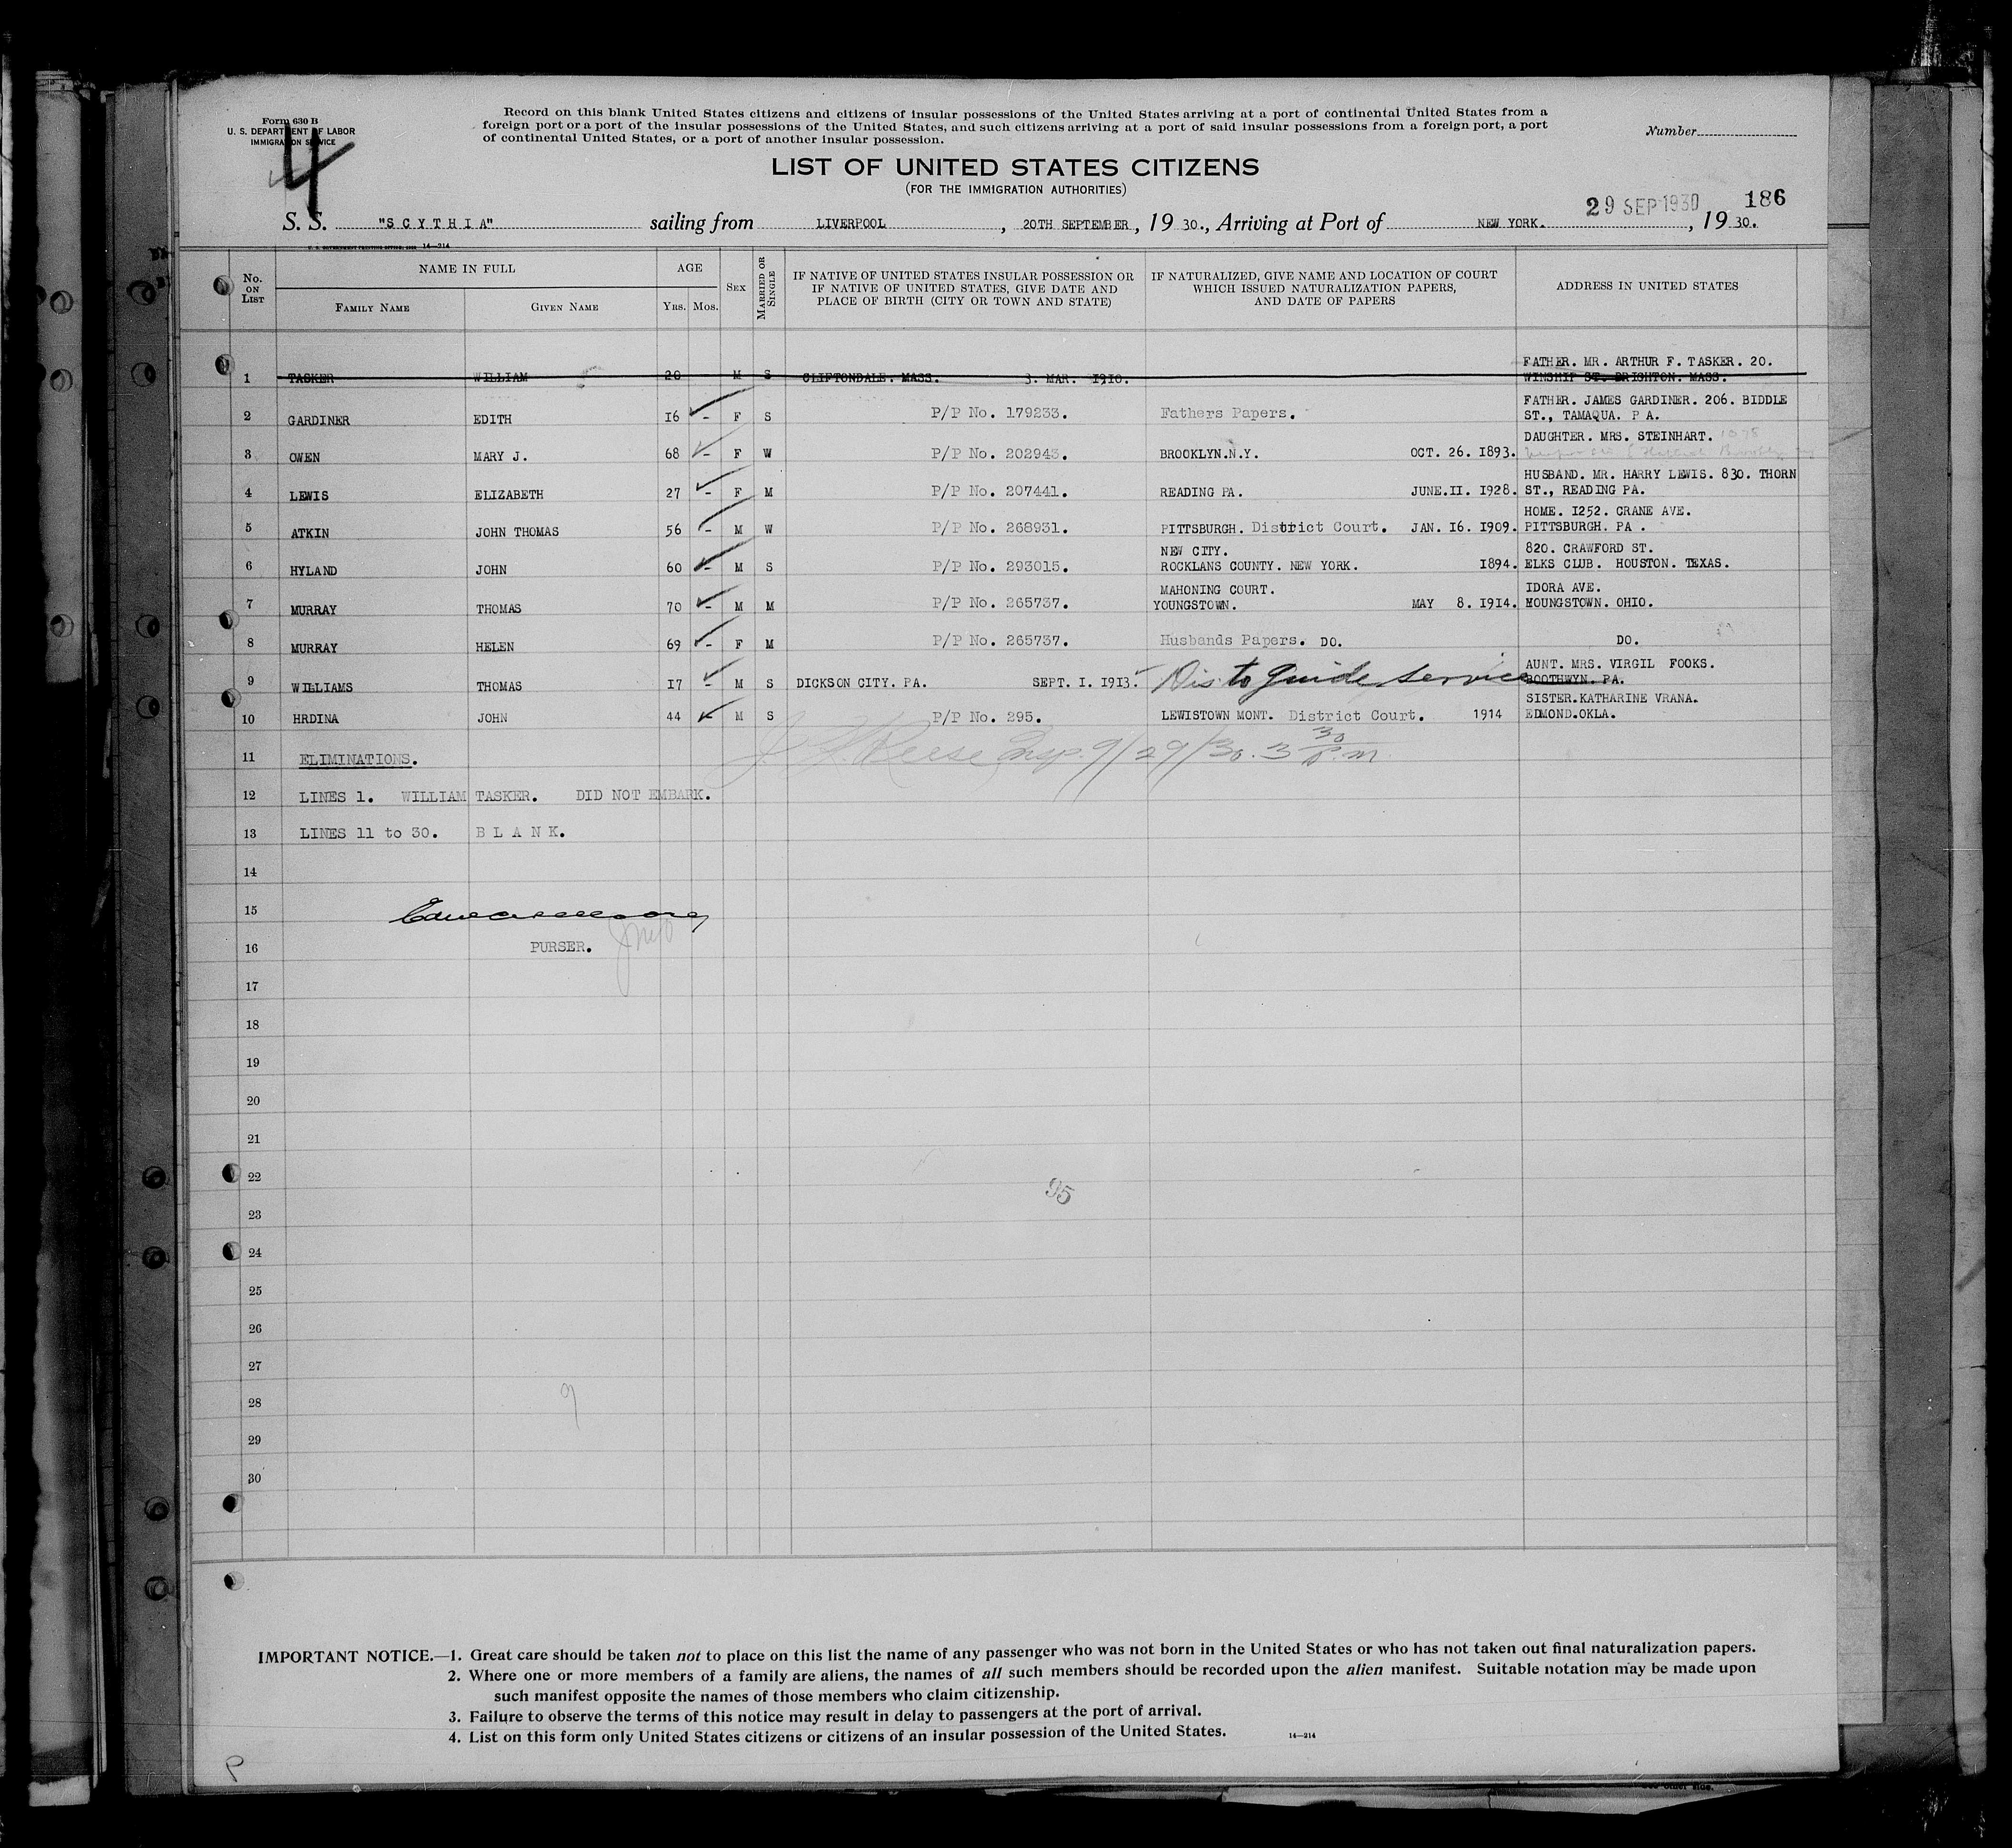 Form 630 B
U. S. DEPARTMENT OF LABOR
IMMIGRATION SERVICE
4
Record on this blank United States citizens and citizens of insular possessions of the United States arriving at a port of continental United States from a
foreign port or a port of the insular possessions of the United States, and such citizens arriving at a port of said insular possessions from a foreign port, a port
of continental United States, or a port of another insular possession.
Number
LIST OF UNITED STATES CITIZENS
(FOR THE IMMIGRATION AUTHORITIES)
29 SEP 1930 186
S. S. "SCYTHIA" sailing from LIVERPOOL, 20TH SEPTEMBER, 19 30., Arriving at Port of NEW YORK., 19 30.
14—214
No. ON LIST NAME IN FULL FAMILY NAME GIVEN NAME AGE YRS. MOS. SEX MARRIED OR SINGLE
IF NATIVE OF UNITED STATES INSULAR POSSESSION OR
IF NATIVE OF UNITED STATES, GIVE DATE AND
PLACE OF BIRTH (CITY OR TOWN AND STATE)
IF NATURALIZED, GIVE NAME AND LOCATION OF COURT
WHICH ISSUED NATURALIZATION PAPERS,
AND DATE OF PAPERS
ADDRESS IN UNITED STATES
FATHER. MR. ARTHUR F. TASKER. 20.
1 TASKER WILLIAM 20 M S CLIFTONDALE. MASS. 3. MAR. 1910. WINSHIP ST. BRIGHTON. MASS.
FATHER. JAMES GARDINER. 206. BIDDLE
2 GARDINER EDITH 16 - F S P/P No. 179233. Fathers Papers. ST., TAMAQUA. P A.
DAUGHTER. MRS. STEINHART.
3 OWEN MARY J. 68 - F W P/P No. 202943. BROOKLYN.N.Y. OCT. 26. 1893.
HUSBAND. MR. HARRY LEWIS. 830. THORN
4 LEWIS ELIZABETH 27 - F M P/P No. 207441. READING PA. JUNE.II. 1928. ST., READING PA.
HOME. 1252. CRANE AVE.
5 ATKIN JOHN THOMAS 56 - M W P/P No. 268931. PITTSBURGH. District Court. JAN. 16. 1909. PITTSBURGH. PA .
NEW CITY. 820. CRAWFORD ST.
6 HYLAND JOHN 60 - M S P/P No. 293015. ROCKLANS COUNTY. NEW YORK. 1894. ELKS CLUB. HOUSTON. TEXAS.
MAHONING COURT. IDORA AVE.
7 MURRAY THOMAS 70 - M M P/P No. 265737. YOUNGSTOWN. MAY 8. 1914. YOUNGSTOWN. OHIO.
8 MURRAY HELEN 69 - F M P/P No. 265737. Husbands Papers. DO. DO.
AUNT. MRS. VIRGIL FOOKS.
9 WILLIAMS THOMAS 17 - M S DICKSON CITY. PA. SEPT. I. 1913. Dis to guide service BOOTHWYN. PA.
SISTER.KATHARINE VRANA.
10 HRDINA JOHN 44 - M S P/P No. 295. LEWISTOWN MONT. District Court. 1914 EDMOND.OKLA.
11 ELIMINATIONS. Reese Insp. 9/29/30. 3 30 P.m.
12 LINES 1. WILLIAM TASKER. DID NOT EMBARK.
13 LINES 11 to 30. B L A N K.
14
15
16 PURSER.
17
18
19
20
21
22
95
23
24
25
26
27
28
9
29
30
IMPORTANT NOTICE.—1. Great care should be taken not to place on this list the name of any passenger who was not born in the United States or who has not taken out final naturalization papers.
2. Where one or more members of a family are aliens, the names of all such members should be recorded upon the alien manifest. Suitable notation may be made upon
such manifest opposite the names of those members who claim citizenship.
3. Failure to observe the terms of this notice may result in delay to passengers at the port of arrival.
4. List on this form only United States citizens or citizens of an insular possession of the United States.
14—214
P